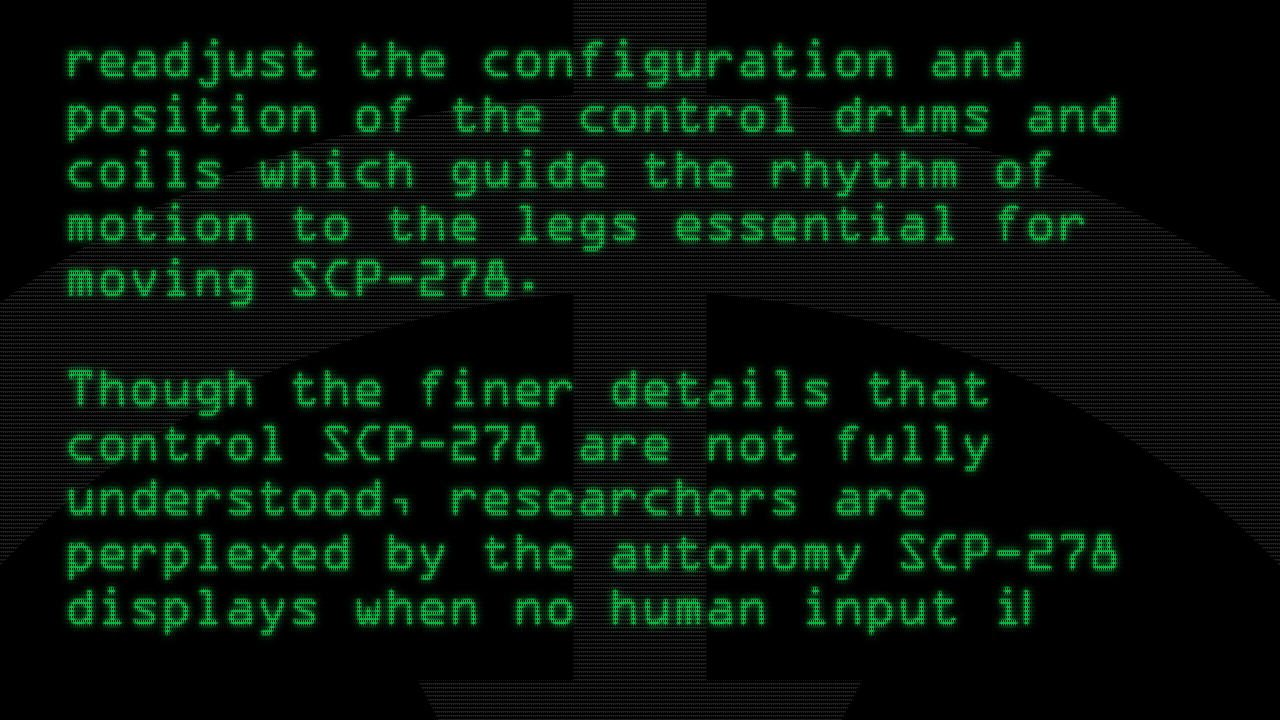 readjust the configuration and
position of the control drums and
coils which guide the rhythm of
motion to the legs essential for
moving SCP-278.
Though the finer details that
control SCP-278 are not fully
understood, researchers are
perplexed by the autonomy SCP-278
displays when no human input i